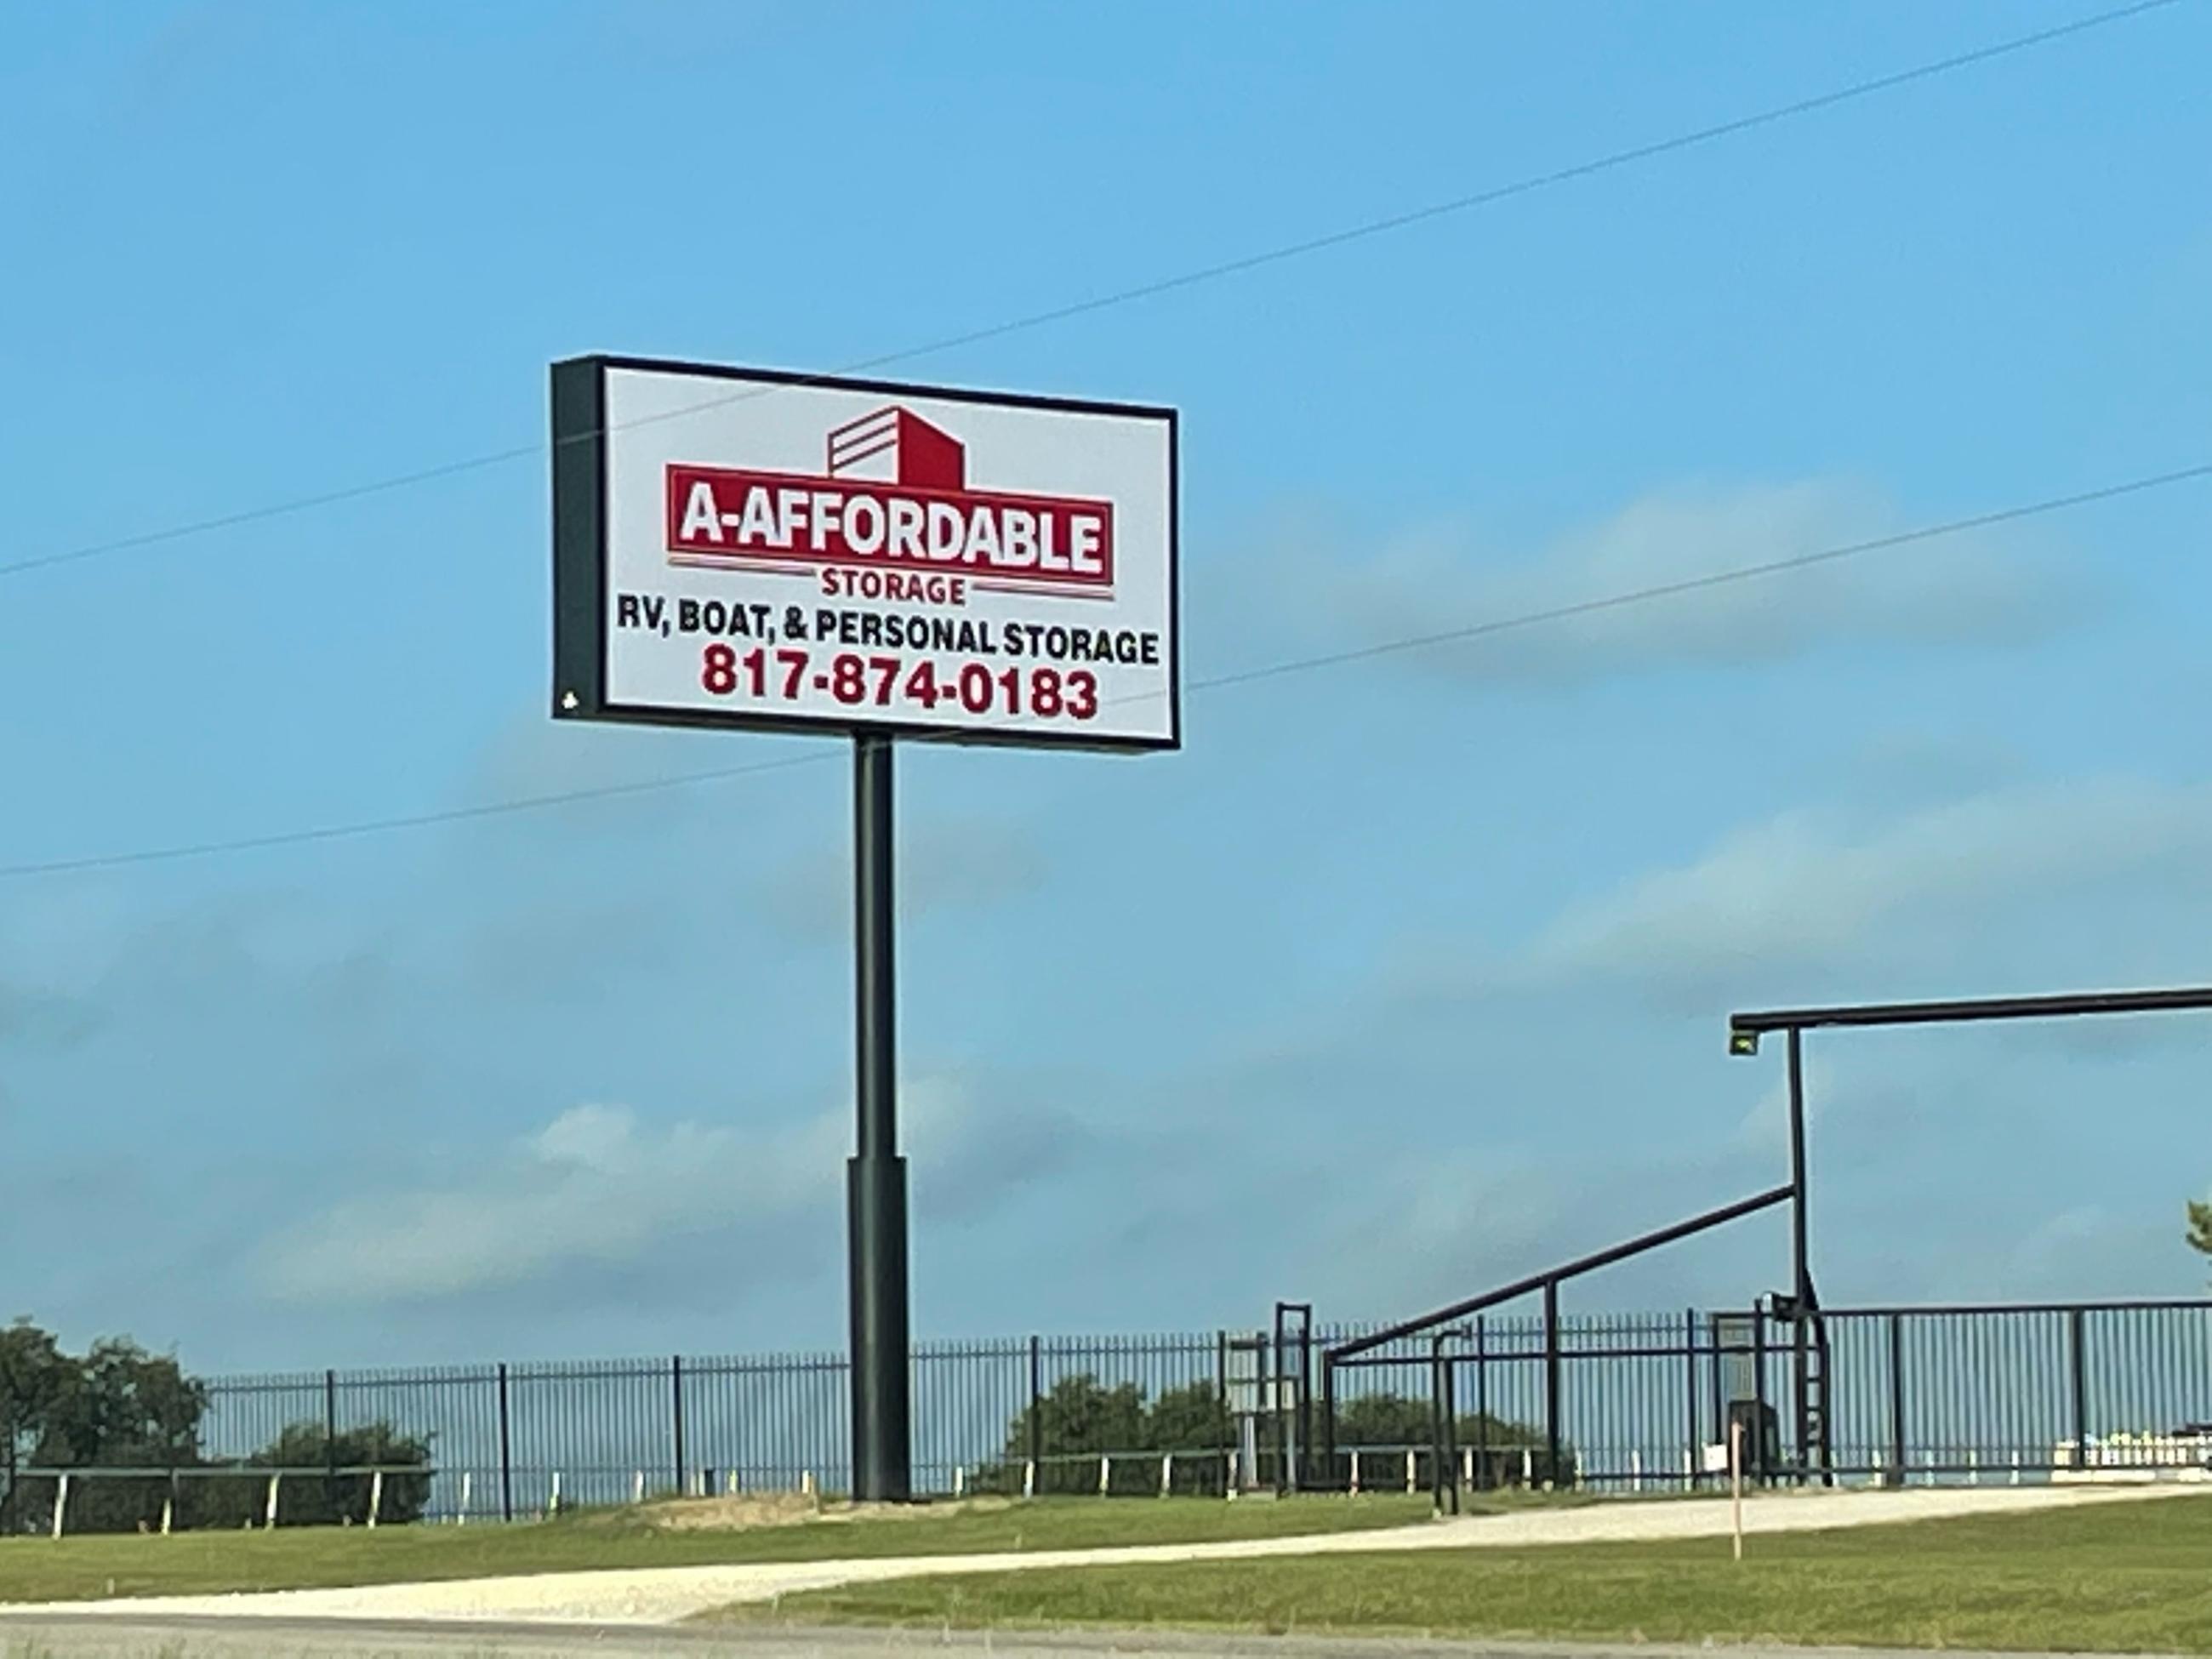 A-AFFORDABLE
STORAGE
RV, BOAT, & PERSONAL STORAGE
817-874-0183